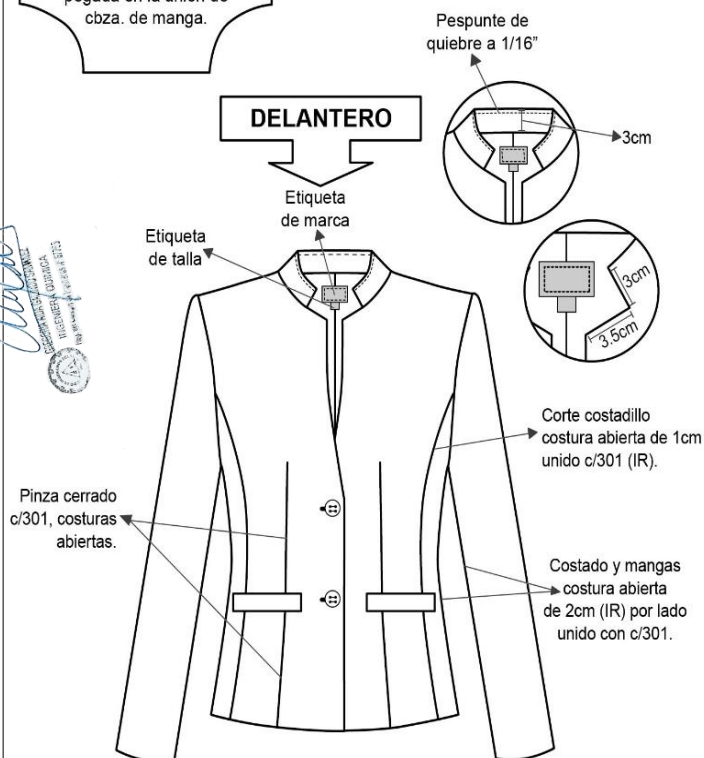 pegada en la unión de
cbza. de manga.
Pespunte de
quiebre a 1/16”
DELANTERO
3cm
Etiqueta
de marca
Etiqueta
de talla
3cm
3.5cm
INGENIERA QUIMICA
Corte costadillo
costura abierta de 1cm
unido c/301 (IR).
Pinza cerrado
c/301, costuras
abiertas.
Costado y mangas
costura abierta
de 2cm (IR) por lado
unido con c/301.